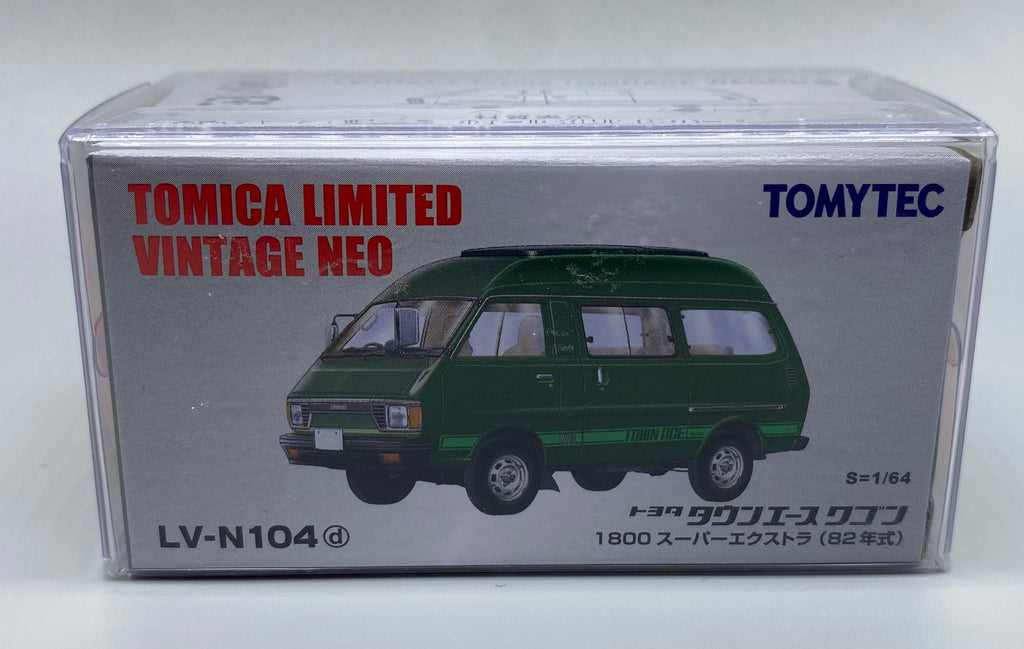 TOMICA LIMITED
VINTAGE NEO
TOMYTEC
TOWN ACE
S=1/64
トヨタ タウンエース ワゴン
1800 スーパーエクストラ (82年式)
LV-N104ⓓ